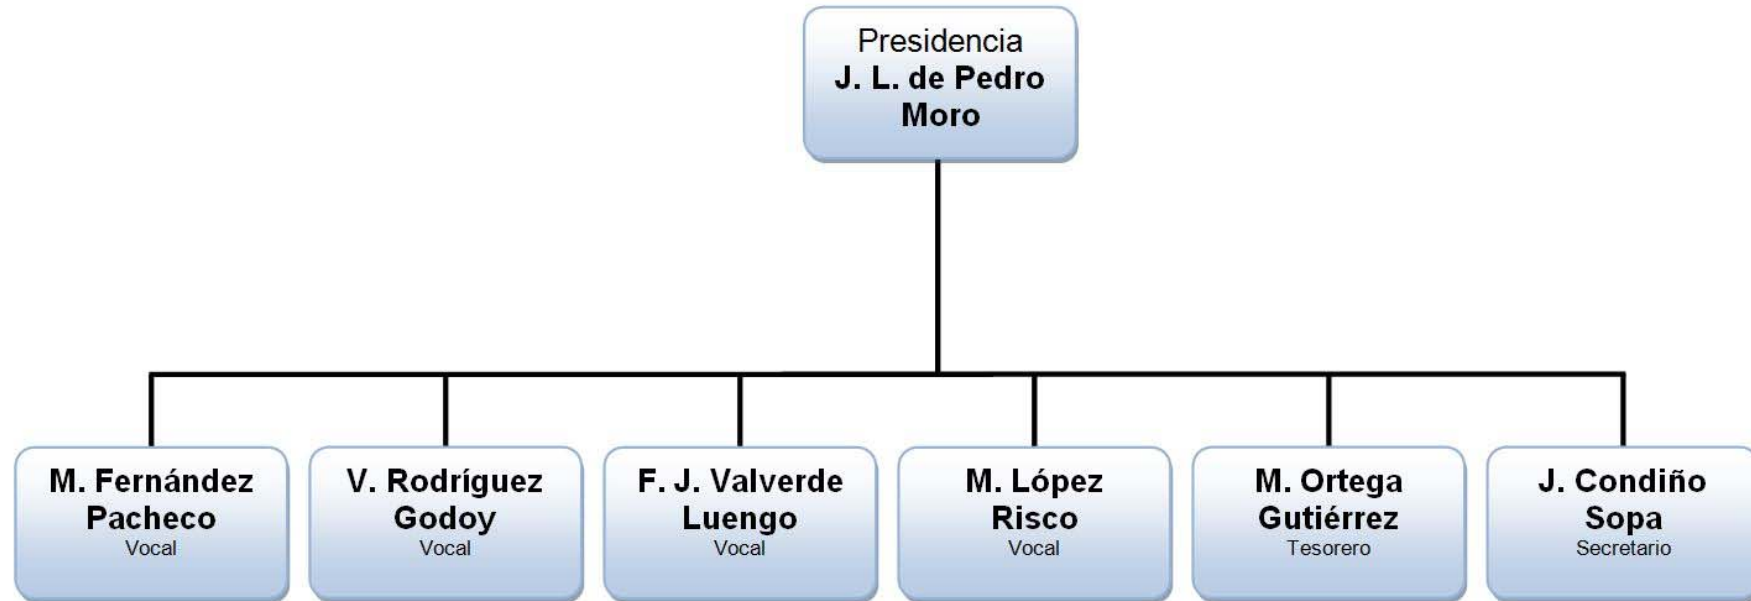 Presidencia
J. L. de Pedro
Moro
M. Fernández
Pacheco
Vocal
V. Rodríguez
Godoy
Vocal
F. J. Valverde
Luengo
Vocal
M. López
Risco
Vocal
M. Ortega
Gutiérrez
Tesorero
J. Condiño
Sopa
Secretario